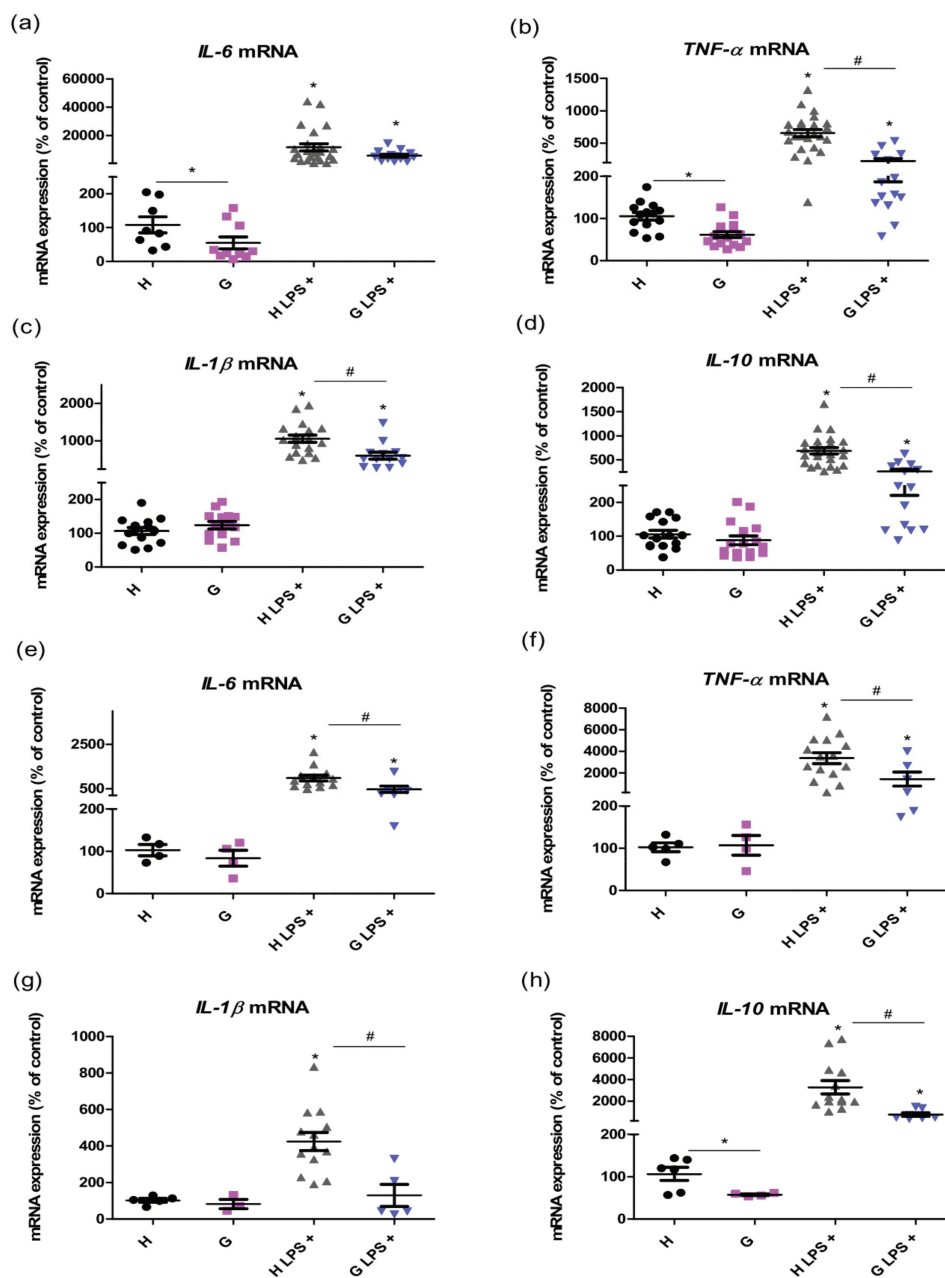 (a)
IL-6 mRNA
mRNA expression (% of control)
60000
40000
20000
200
100
0
*
*
*
H
G
H LPS +
G LPS +
(b)
TNF-α mRNA
mRNA expression (% of control)
1500
1000
500
200
100
0
*
*
#
*
H
G
H LPS +
G LPS +
(c)
IL-1β mRNA
mRNA expression (% of control)
2000
1000
200
100
0
*
#
*
H
G
H LPS +
G LPS +
(d)
IL-10 mRNA
mRNA expression (% of control)
2000
1500
1000
500
200
100
0
*
#
*
H
G
H LPS +
G LPS +
(e)
IL-6 mRNA
mRNA expression (% of control)
2500
500
200
100
0
*
#
*
H
G
H LPS +
G LPS +
(f)
TNF-α mRNA
mRNA expression (% of control)
8000
6000
4000
2000
200
100
0
*
#
*
H
G
H LPS +
G LPS +
(g)
IL-1β mRNA
mRNA expression (% of control)
1000
800
600
400
200
0
*
#
H
G
H LPS +
G LPS +
(h)
IL-10 mRNA
mRNA expression (% of control)
8000
6000
4000
2000
200
100
0
*
*
#
*
H
G
H LPS +
G LPS +